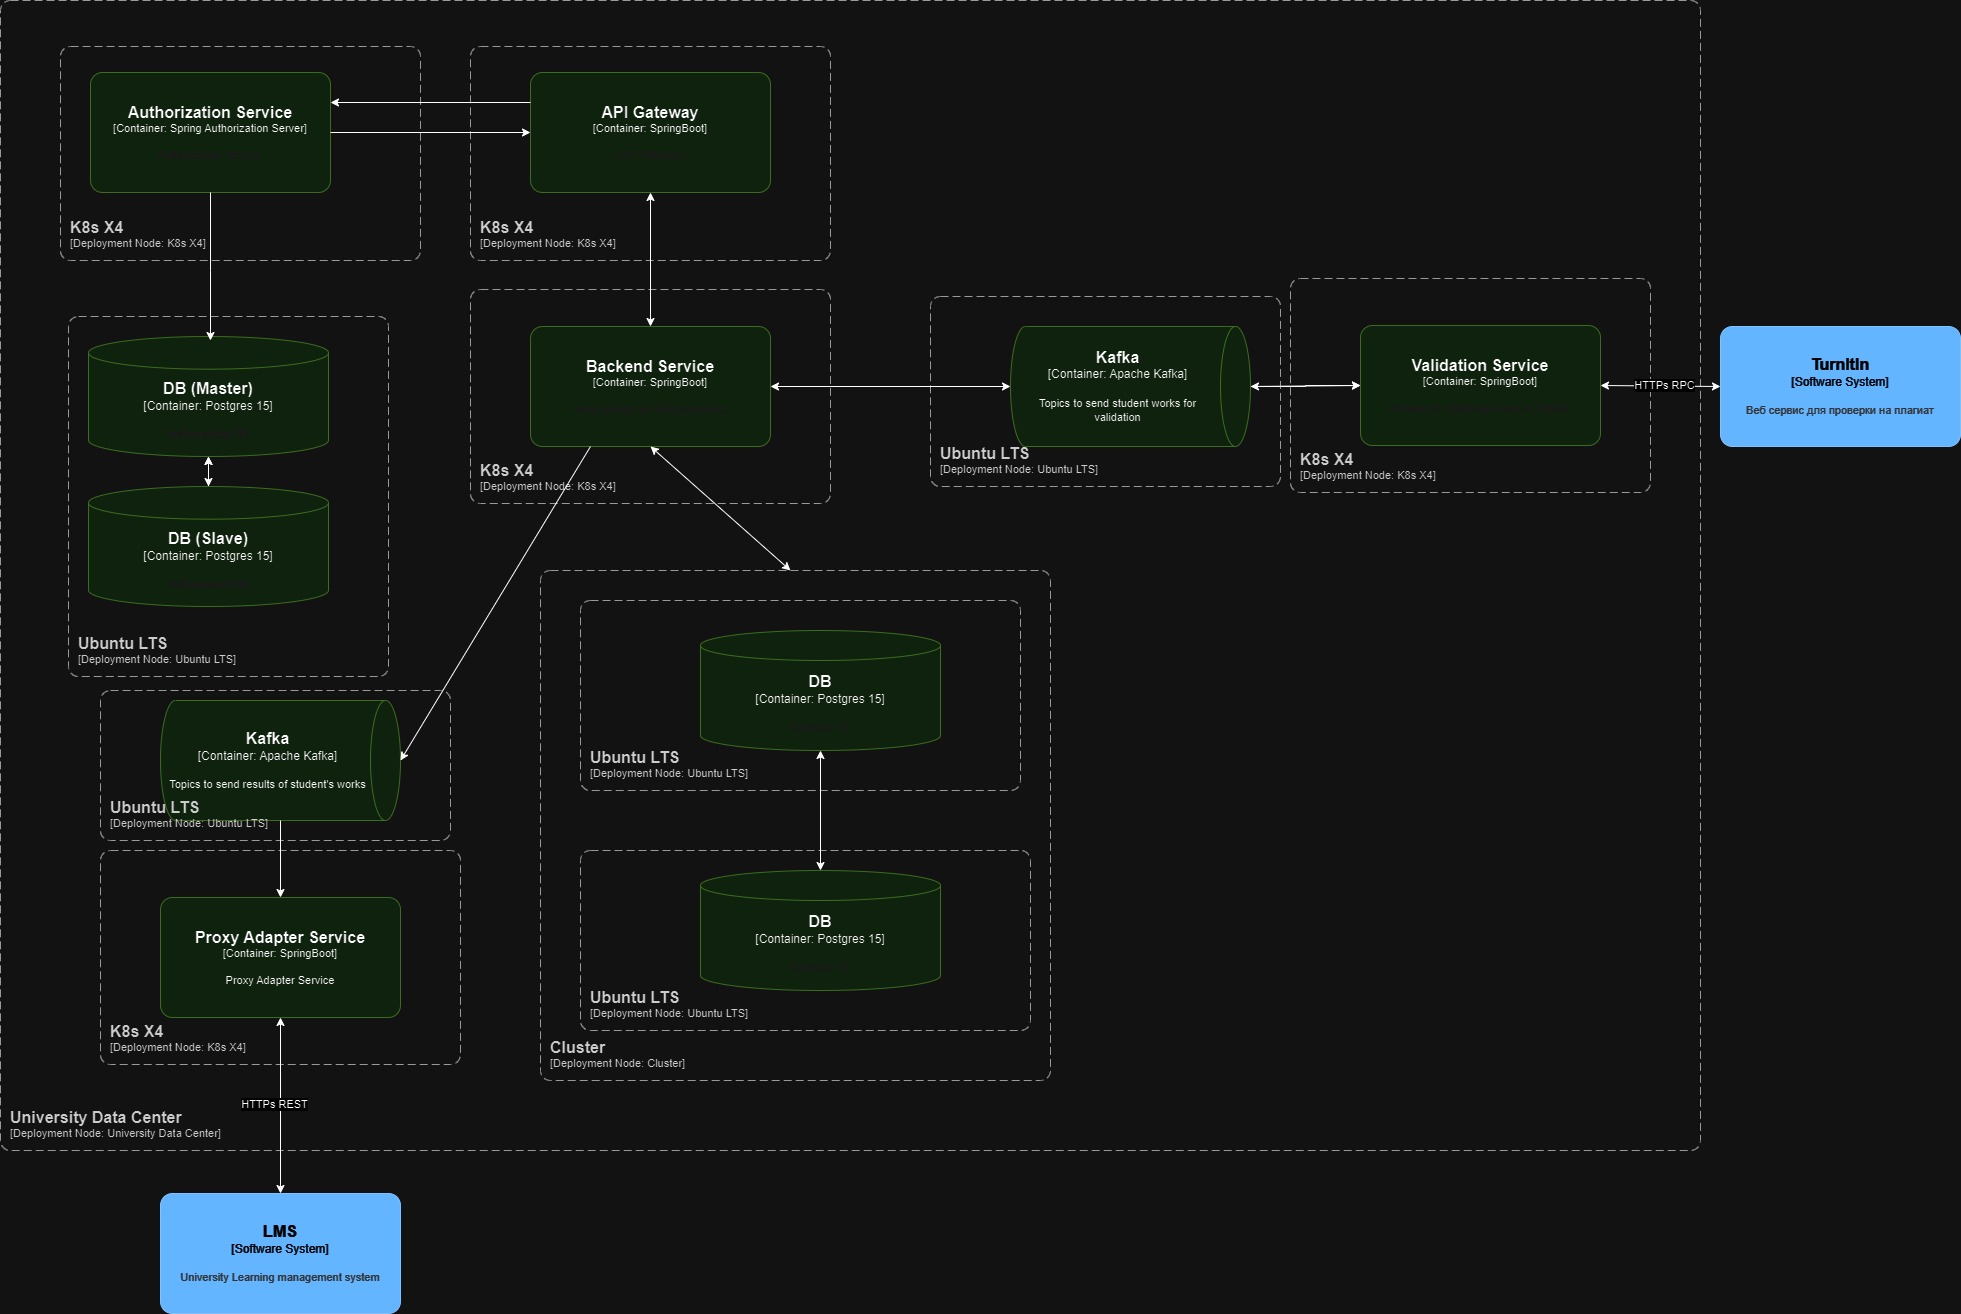 Authorization Service
[Container: Spring Authorization Server]
K8s X4
[Deployment Node: K8s X4]
API Gateway
[Container: SpringBoot]
K8s X4
[Deployment Node: K8s X4]
DB (Master)
[Container: Postgres 15]
DB (Slave)
[Container: Postgres 15]
Ubuntu LTS
[Deployment Node: Ubuntu LTS]
Backend Service
[Container: SpringBoot]
K8s X4
[Deployment Node: K8s X4]
Kafka
[Container: Apache Kafka]
Topics to send student works for
validation
Ubuntu LTS
[Deployment Node: Ubuntu LTS]
Validation Service
[Container: SpringBoot]
K8s X4
[Deployment Node: K8s X4]
HTTPs RPC
TurnItIn
[Software System]
Веб сервис для проверки на плагиат
Kafka
[Container: Apache Kafka]
Topics to send results of student's works
Ubuntu LTS
[Deployment Node: Ubuntu LTS]
Proxy Adapter Service
[Container: SpringBoot]
Proxy Adapter Service
K8s X4
[Deployment Node: K8s X4]
DB
[Container: Postgres 15]
Ubuntu LTS
[Deployment Node: Ubuntu LTS]
DB
[Container: Postgres 15]
Ubuntu LTS
[Deployment Node: Ubuntu LTS]
Cluster
[Deployment Node: Cluster]
HTTPs REST
University Data Center
[Deployment Node: University Data Center]
LMS
[Software System]
University Learning management system